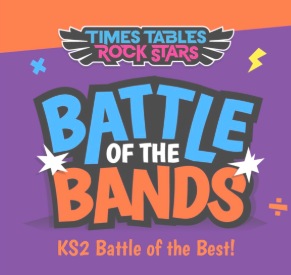 TIMES TABLES
ROCK STARS
BATTLE
OF THE
BANDS
KS2 Battle of the Best!